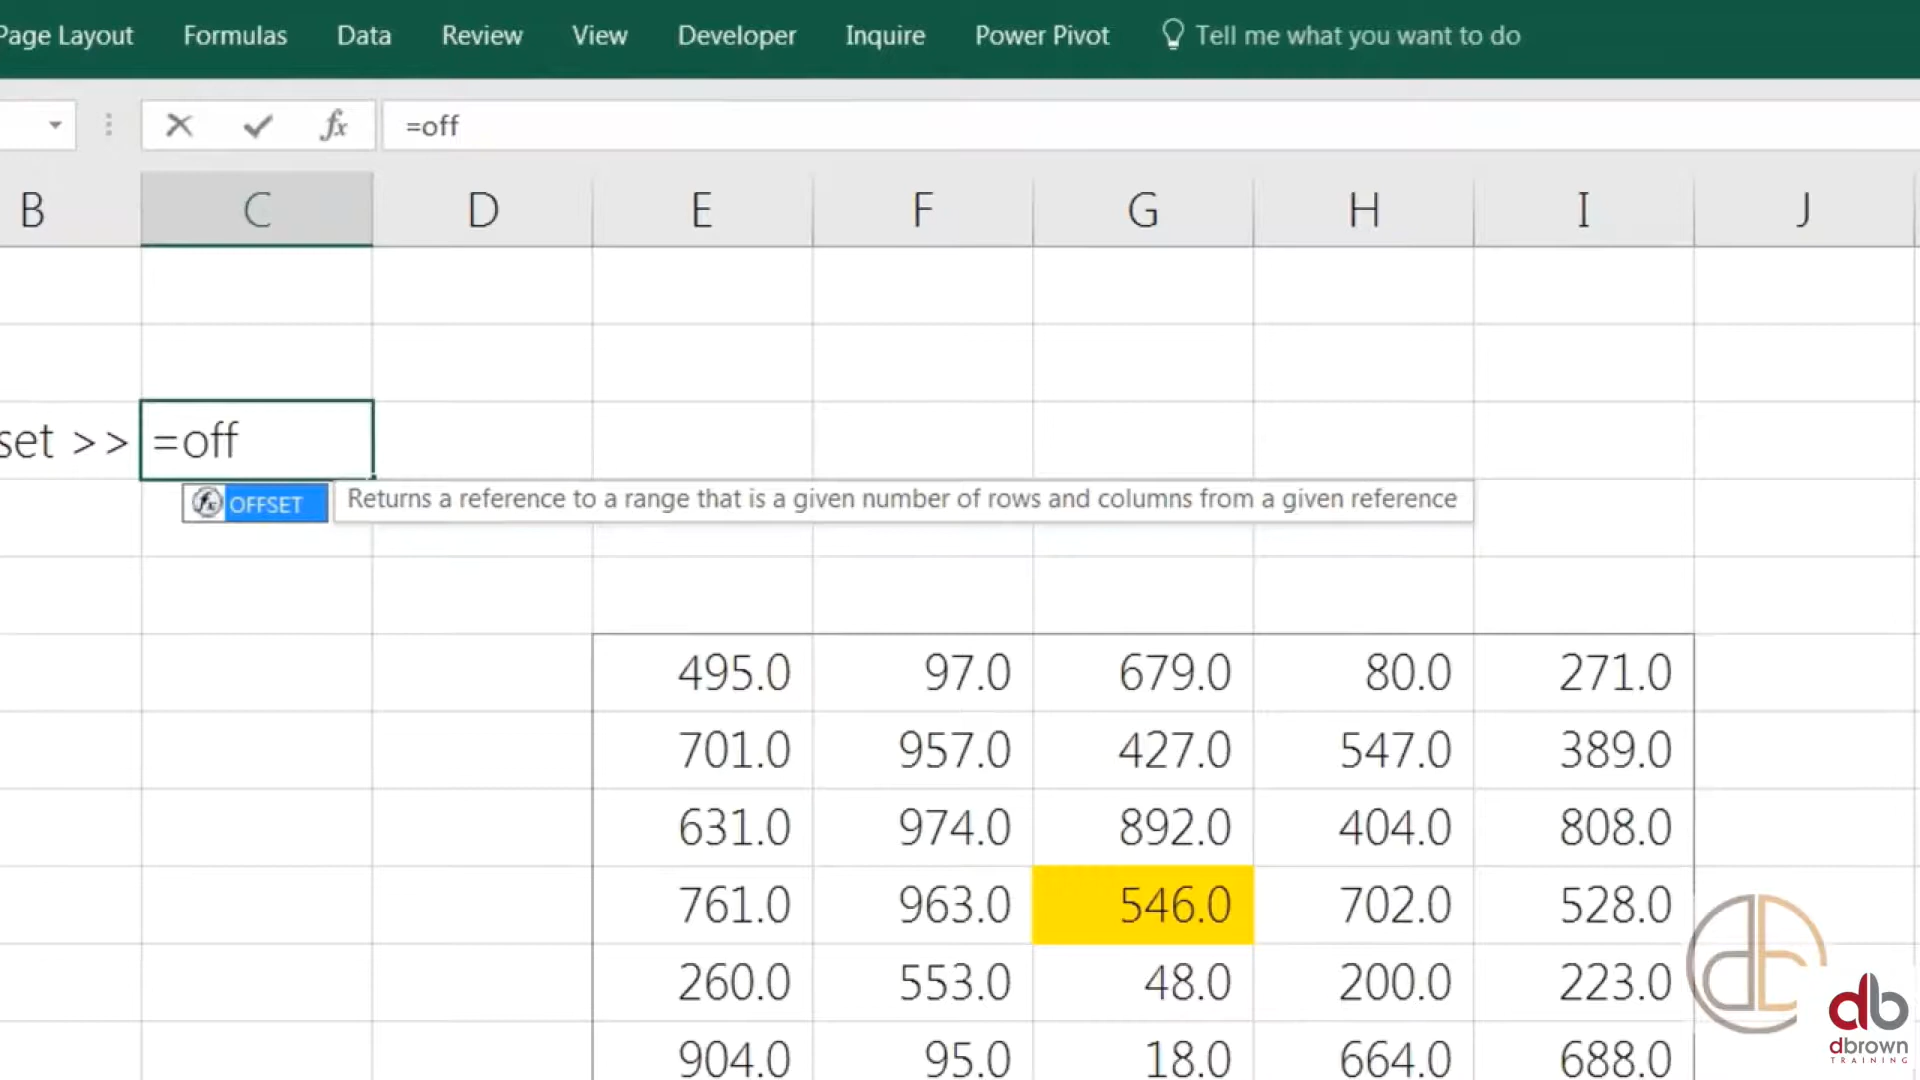 Page Layout Formulas Data Review View Developer Inquire Power Pivot Tell me what you want to do
fx =off
B C D E F G H I J
set >> =off
fx OFFSET Returns a reference to a range that is a given number of rows and columns from a given reference
495.0 97.0 679.0 80.0 271.0
701.0 957.0 427.0 547.0 389.0
631.0 974.0 892.0 404.0 808.0
761.0 963.0 546.0 702.0 528.0
260.0 553.0 48.0 200.0 223.0
904.0 95.0 18.0 664.0 688.0
db
db
dbrown
TRAINING